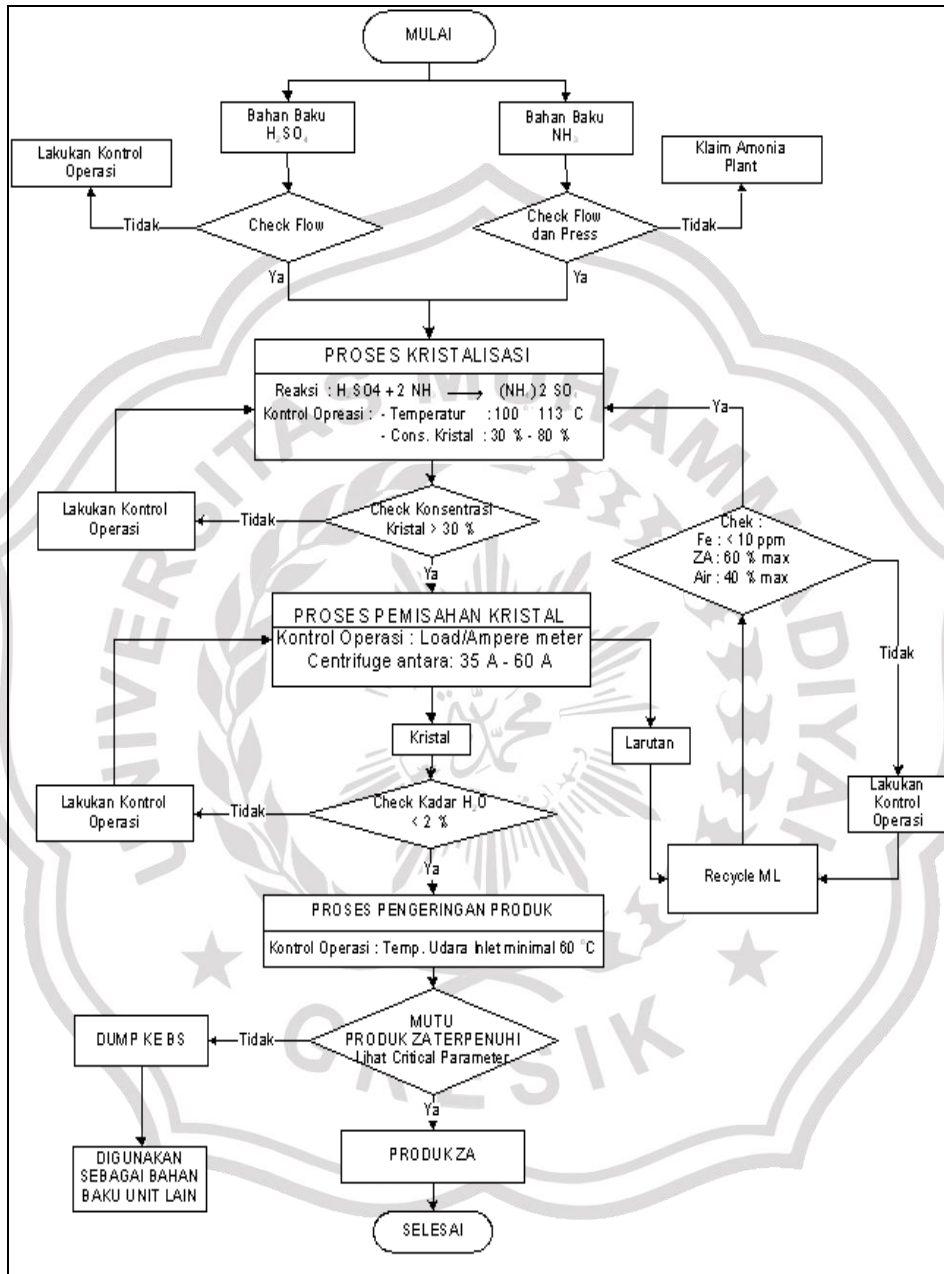 MULAI
Bahan Baku
H₂SO₄
Bahan Baku
NH₃
Lakukan Kontrol
Operasi
Klaim Amonia
Plant
Tidak
Check Flow
Check Flow
dan Press
Tidak
Ya
Ya
PROSES KRISTALISASI
Reaksi : H SO4 + 2 NH ⟶ (NH₄)2 SO₄
Kontrol Opreasi : - Temperatur : 100 113 C
- Cons. Kristal : 30 % - 80 %
Ya
Lakukan Kontrol
Operasi
Tidak
Check Konsentrasi
Kristal > 30 %
Chek :
Fe : < 10 ppm
ZA : 60 % max
Air : 40 % max
Ya
PROSES PEMISAHAN KRISTAL
Kontrol Operasi : Load/Ampere meter
Centrifuge antara: 35 A - 60 A
Tidak
Kristal
Larutan
Lakukan Kontrol
Operasi
Tidak
Check Kadar H₂O
< 2 %
Lakukan
Kontrol
Operasi
Ya
Recycle ML
PROSES PENGERINGAN PRODUK
Kontrol Operasi : Temp. Udara Inlet minimal 60 °C
DUMP KE BS
Tidak
MUTU
PRODUK ZA TERPENUHI
Lihat Critical Parameter
Ya
DIGUNAKAN
SEBAGAI BAHAN
BAKU UNIT LAIN
PRODUK ZA
SELESAI
UNIVERSITAS MUHAMMADIYAH
GRESIK